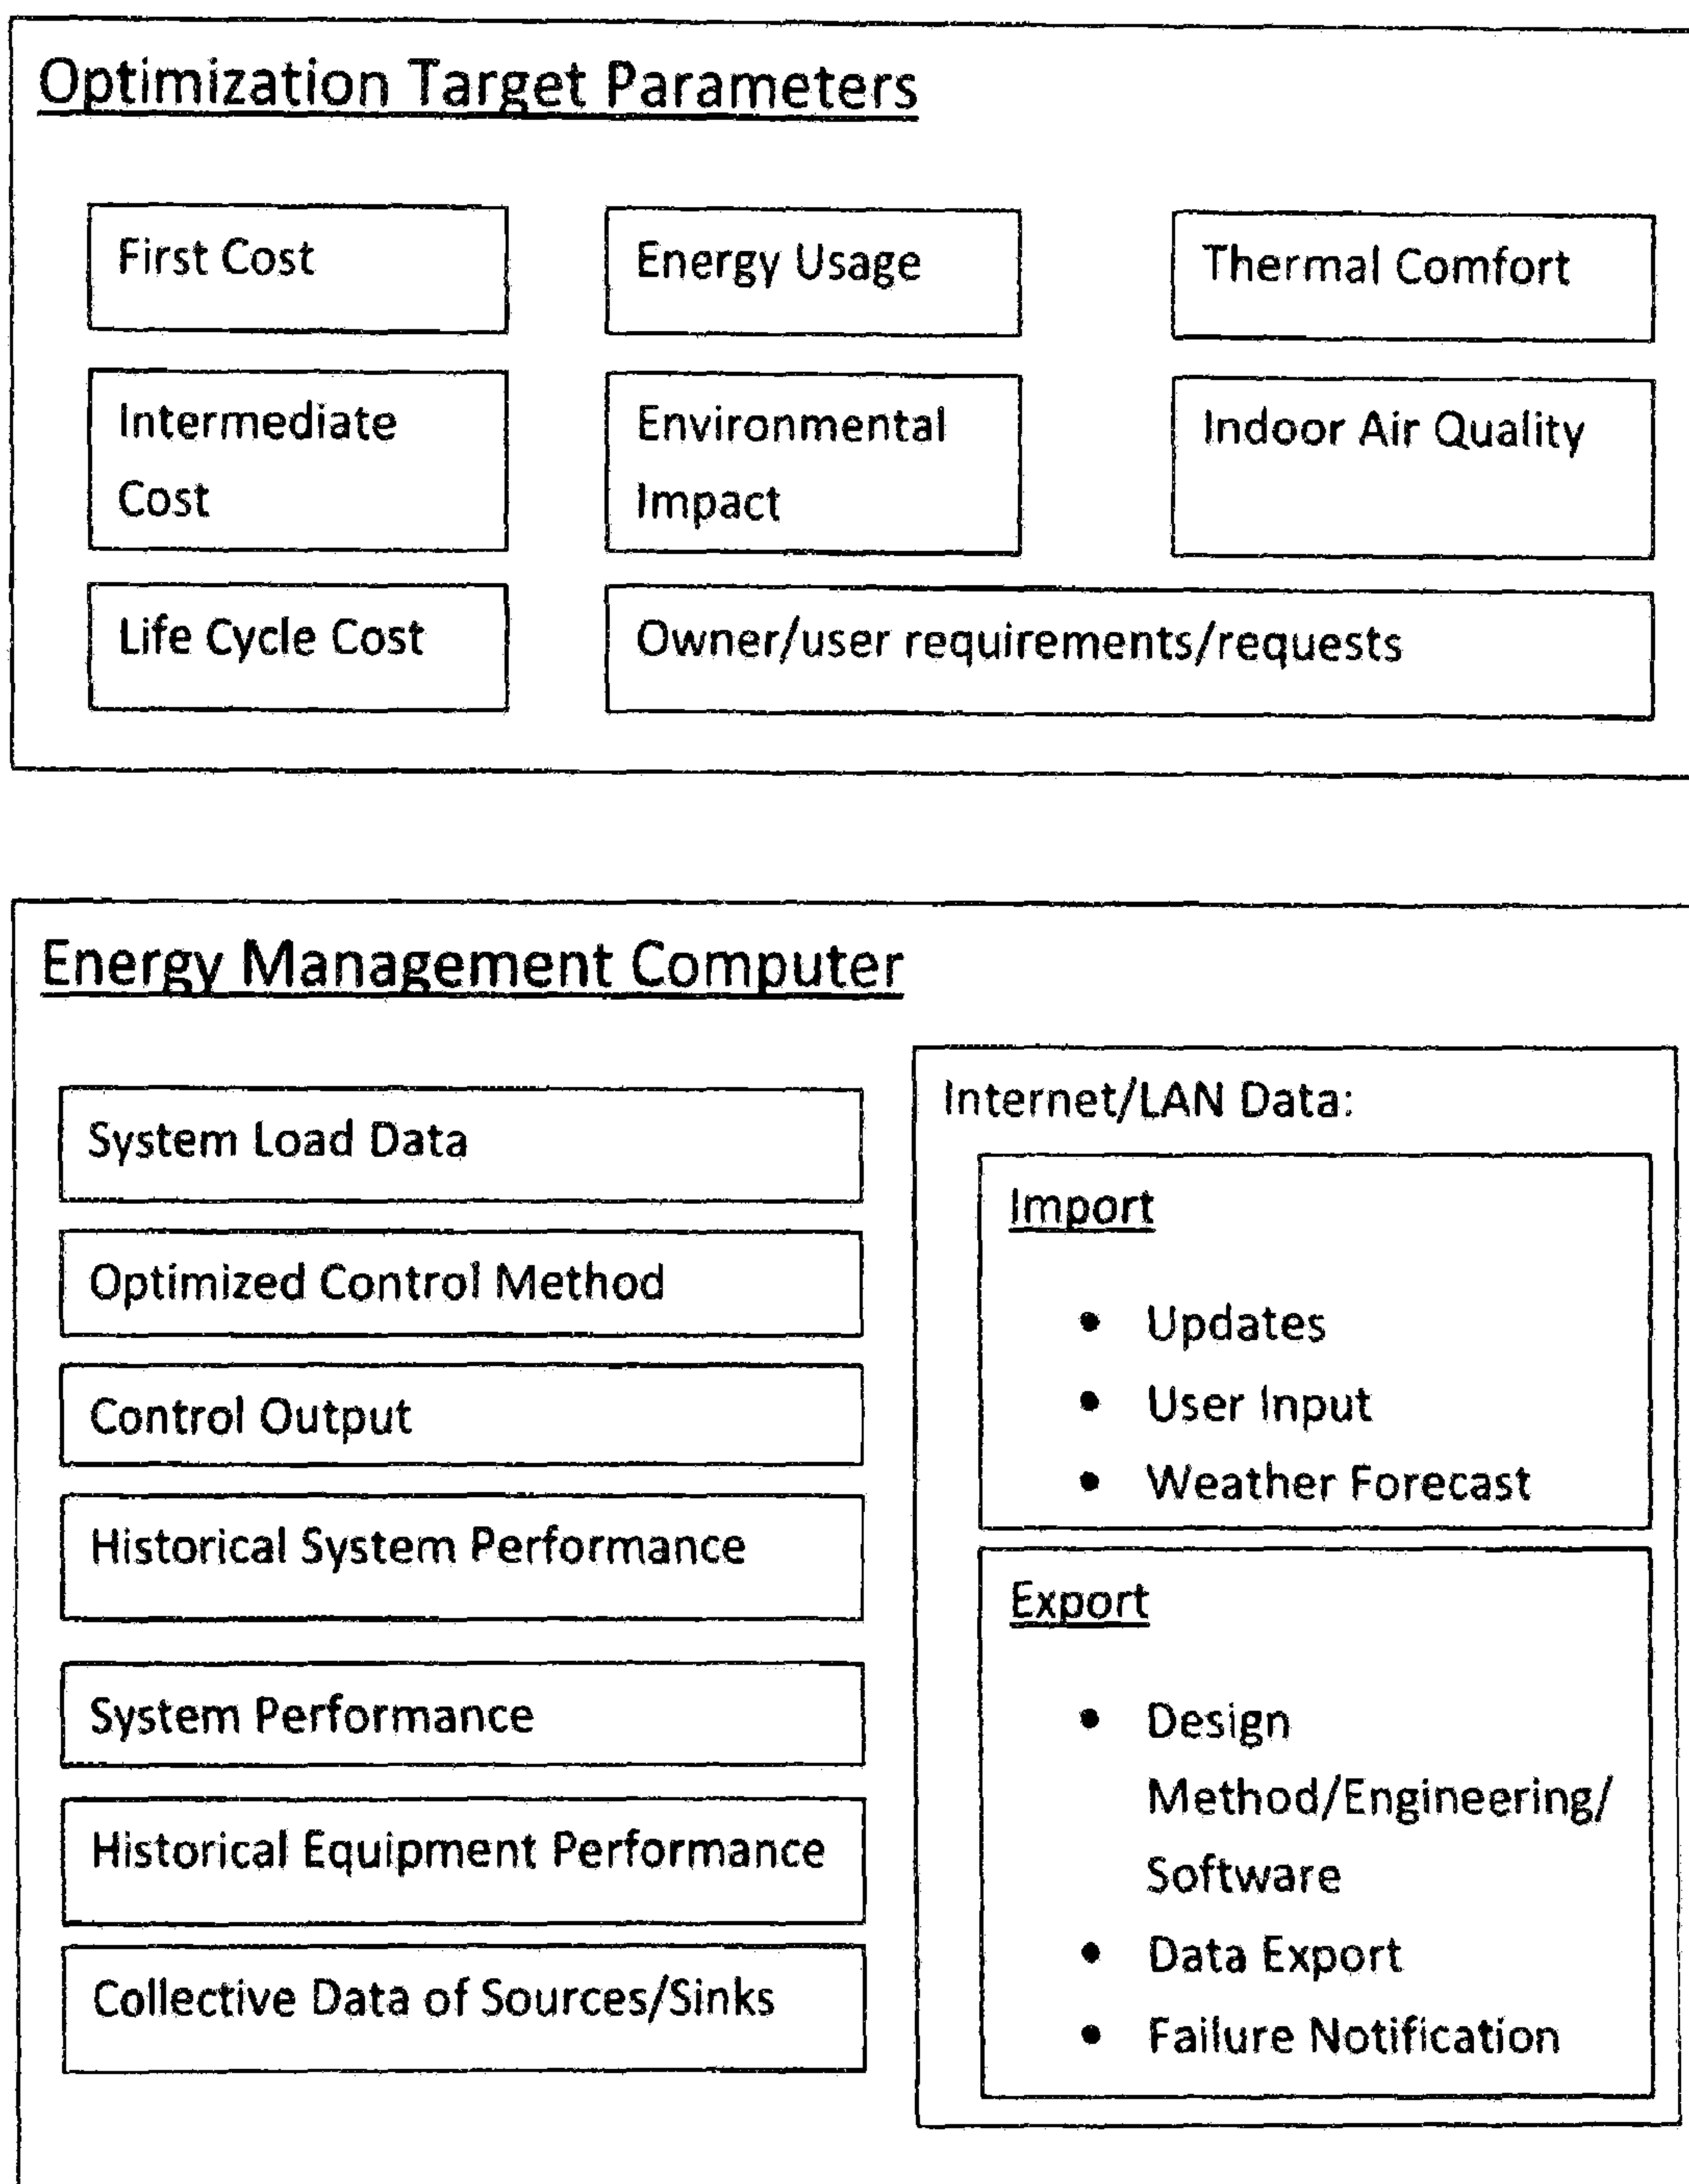 Optimization Target Parameters
First Cost
Energy Usage
Thermal Comfort
Intermediate
Cost
Environmental
Impact
Indoor Air Quality
Life Cycle Cost
Owner/user requirements/requests
Energy Management Computer
System Load Data
Optimized Control Method
Control Output
Historical System Performance
System Performance
Historical Equipment Performance
Collective Data of Sources/Sinks
Internet/LAN Data:
Import
• Updates
• User Input
• Weather Forecast
Export
• Design
Method/Engineering/
Software
• Data Export
• Failure Notification